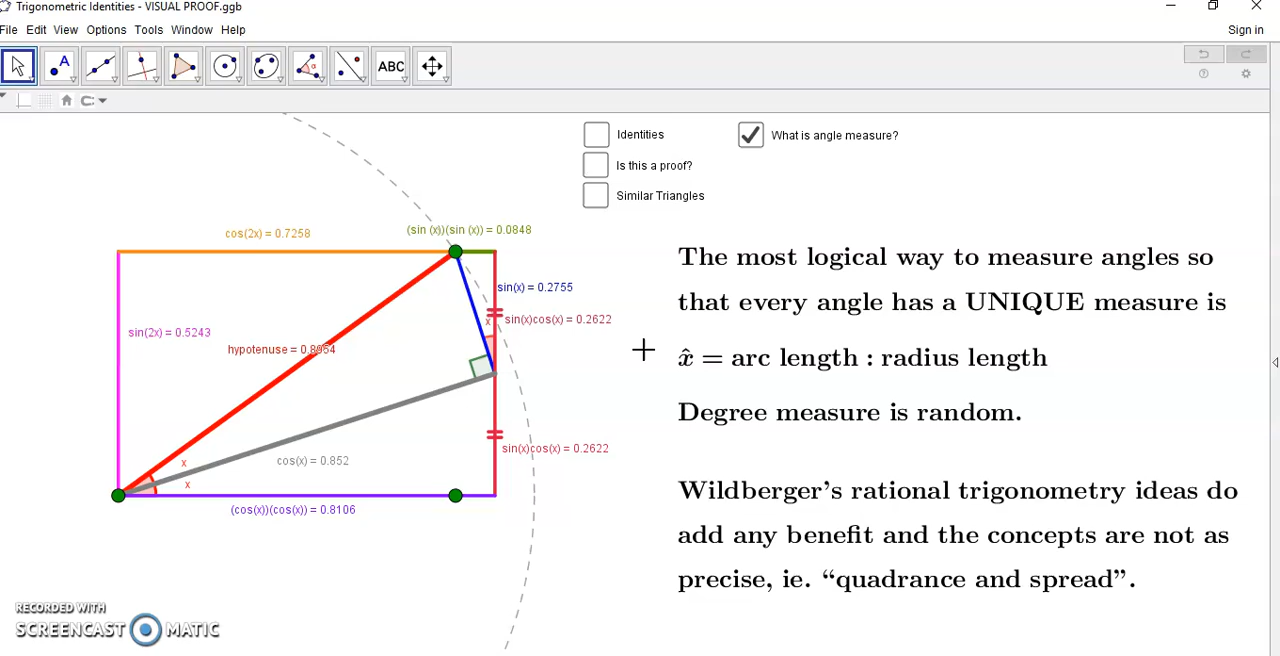 Trigonometric Identities - VISUAL PROOF.ggb
File Edit View Options Tools Window Help
Sign in
A
α
ABC
Identities
What is angle measure?
Is this a proof?
Similar Triangles
cos(2x) = 0.7258
(sin (x))(sin (x)) = 0.0848
sin(x) = 0.2755
x
sin(x)cos(x) = 0.2622
sin(2x) = 0.5243
hypotenuse = 0.8954
sin(x)cos(x) = 0.2622
x
cos(x) = 0.852
x
(cos(x))(cos(x)) = 0.8106
The most logical way to measure angles so
that every angle has a UNIQUE measure is
x̂ = arc length : radius length
Degree measure is random.
Wildberger's rational trigonometry ideas do
add any benefit and the concepts are not as
precise, ie. “quadrance and spread”.
RECORDED WITH
SCREENCAST MATIC